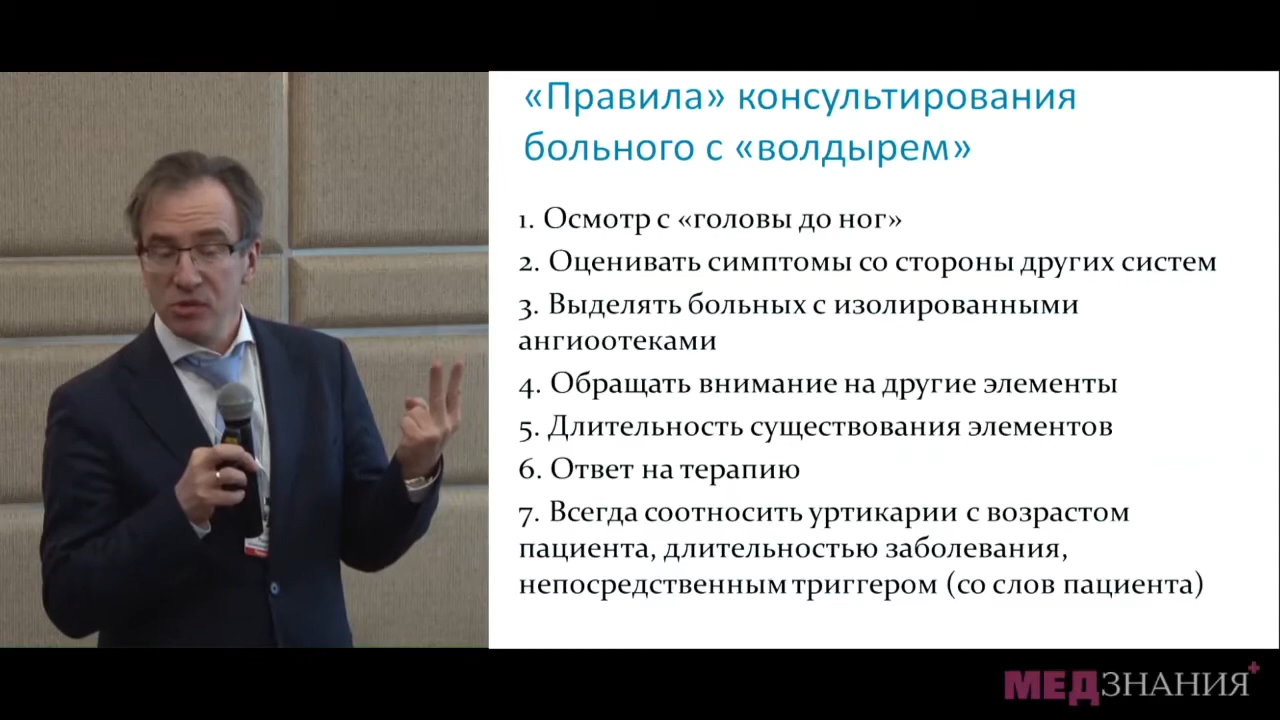 «Правила» консультирования
больного с «волдырем»
1. Осмотр с «головы до ног»
2. Оценивать симптомы со стороны других систем
3. Выделять больных с изолированными
ангиоотеками
4. Обращать внимание на другие элементы
5. Длительность существования элементов
6. Ответ на терапию
7. Всегда соотносить уртикарии с возрастом
пациента, длительностью заболевания,
непосредственным триггером (со слов пациента)
МЕДЗНАНИЯ+